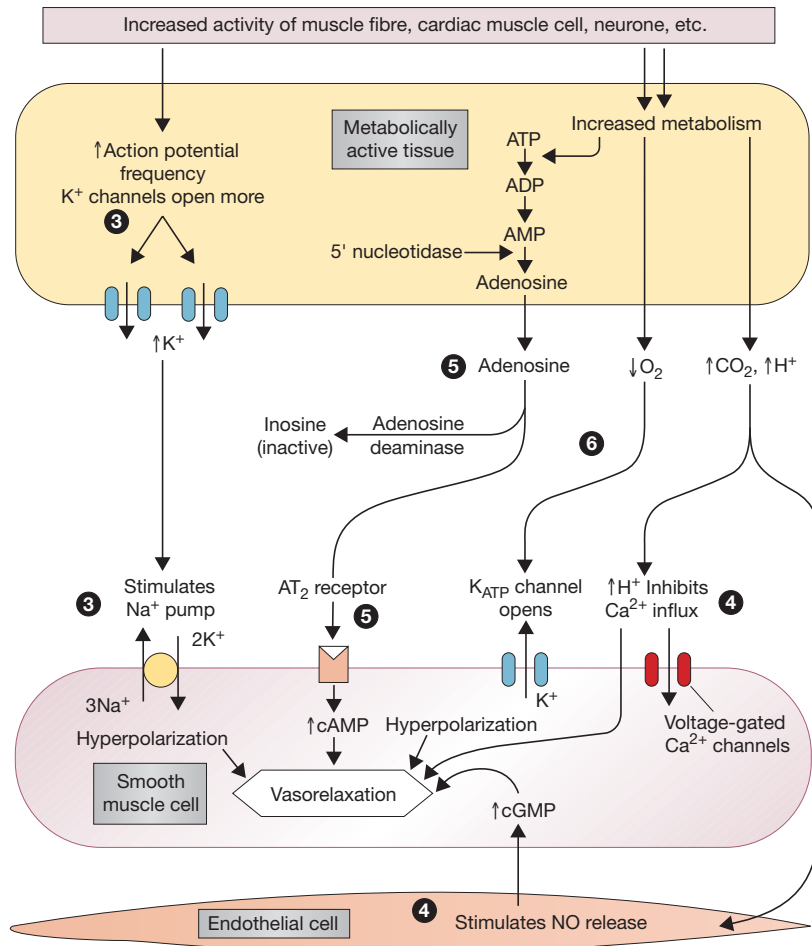 Increased activity of muscle fibre, cardiac muscle cell, neurone, etc.
Metabolically
active tissue
↑Action potential
frequency
K⁺ channels open more
3
Increased metabolism
ATP
ADP
AMP
5' nucleotidase
Adenosine
↑K⁺
5
Adenosine
↓O₂
↑CO₂, ↑H⁺
Inosine
(inactive)
Adenosine
deaminase
6
3
Stimulates
Na⁺ pump
AT₂ receptor
5
K_ATP channel
opens
↑H⁺ Inhibits
Ca²⁺ influx
4
2K⁺
3Na⁺
K⁺
Voltage-gated
Ca²⁺ channels
Hyperpolarization
↑cAMP
Hyperpolarization
Smooth
muscle cell
Vasorelaxation
↑cGMP
Endothelial cell
4
Stimulates NO release